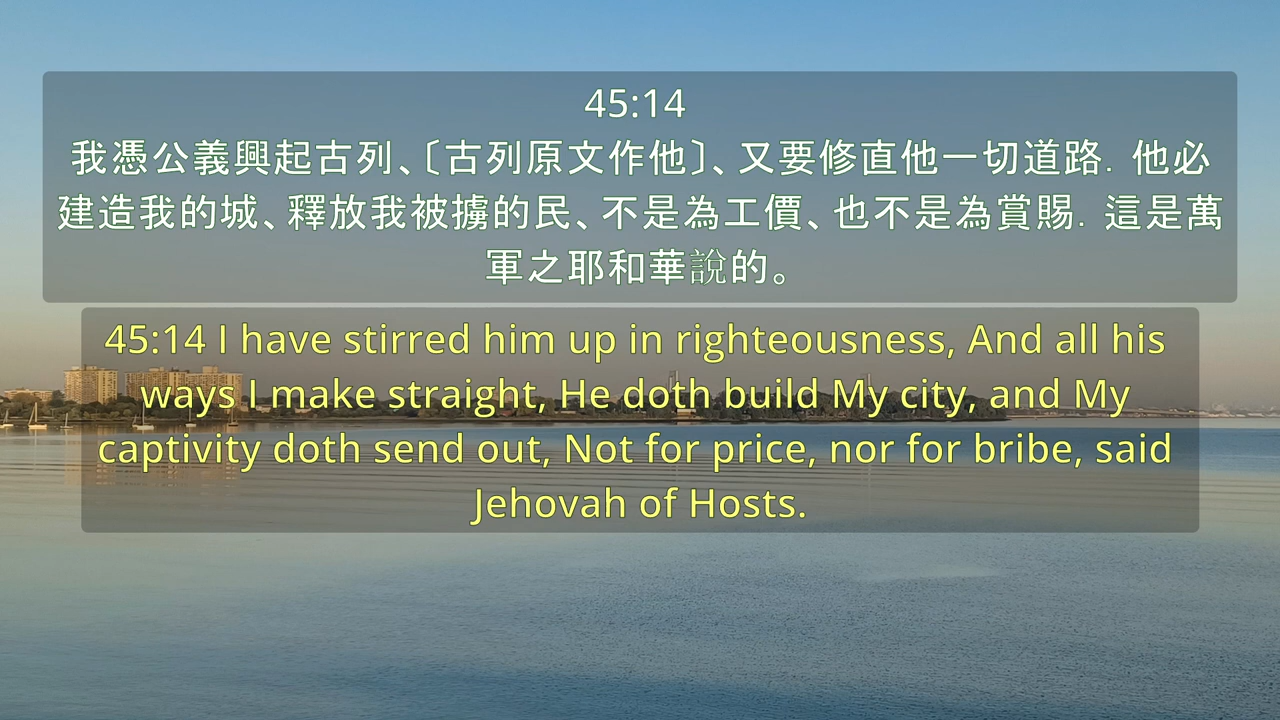 45:14
我憑公義興起古列、〔古列原文作他〕、又要修直他一切道路．他必
建造我的城、釋放我被擄的民、不是為工價、也不是為賞賜．這是萬
軍之耶和華說的。
45:14 I have stirred him up in righteousness, And all his
ways I make straight, He doth build My city, and My
captivity doth send out, Not for price, nor for bribe, said
Jehovah of Hosts.